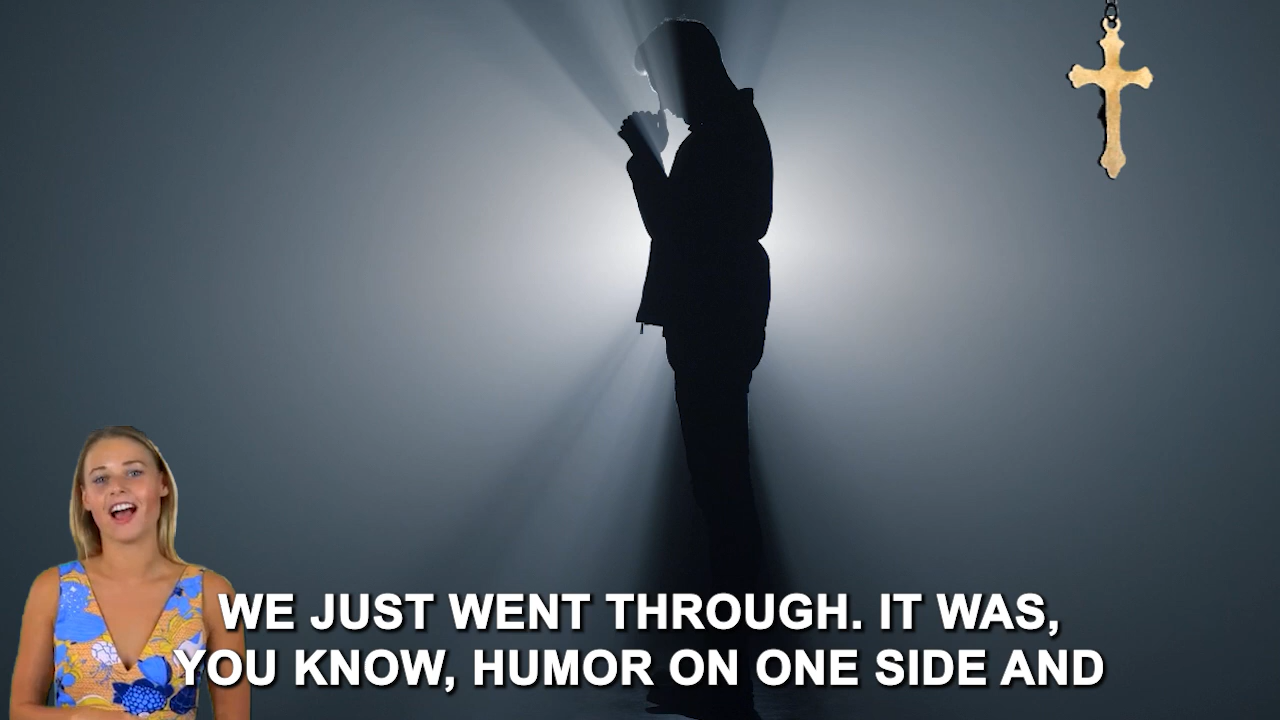 WE JUST WENT THROUGH. IT WAS,
YOU KNOW, HUMOR ON ONE SIDE AND